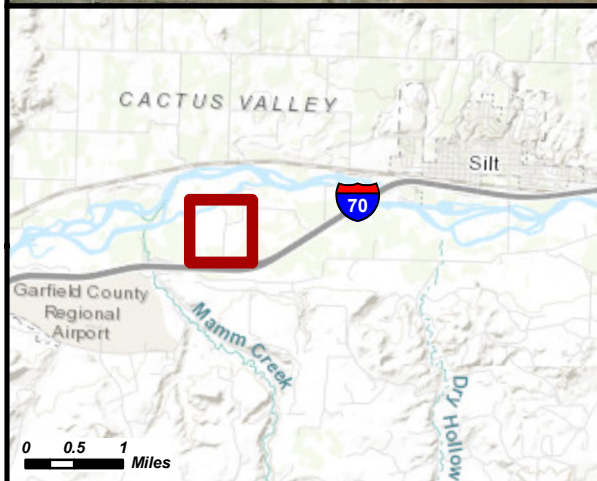 CACTUS VALLEY
Silt
70
Garfield County
Regional
Airport
Mamm Creek
Dry Hollow
0 0.5 1
Miles